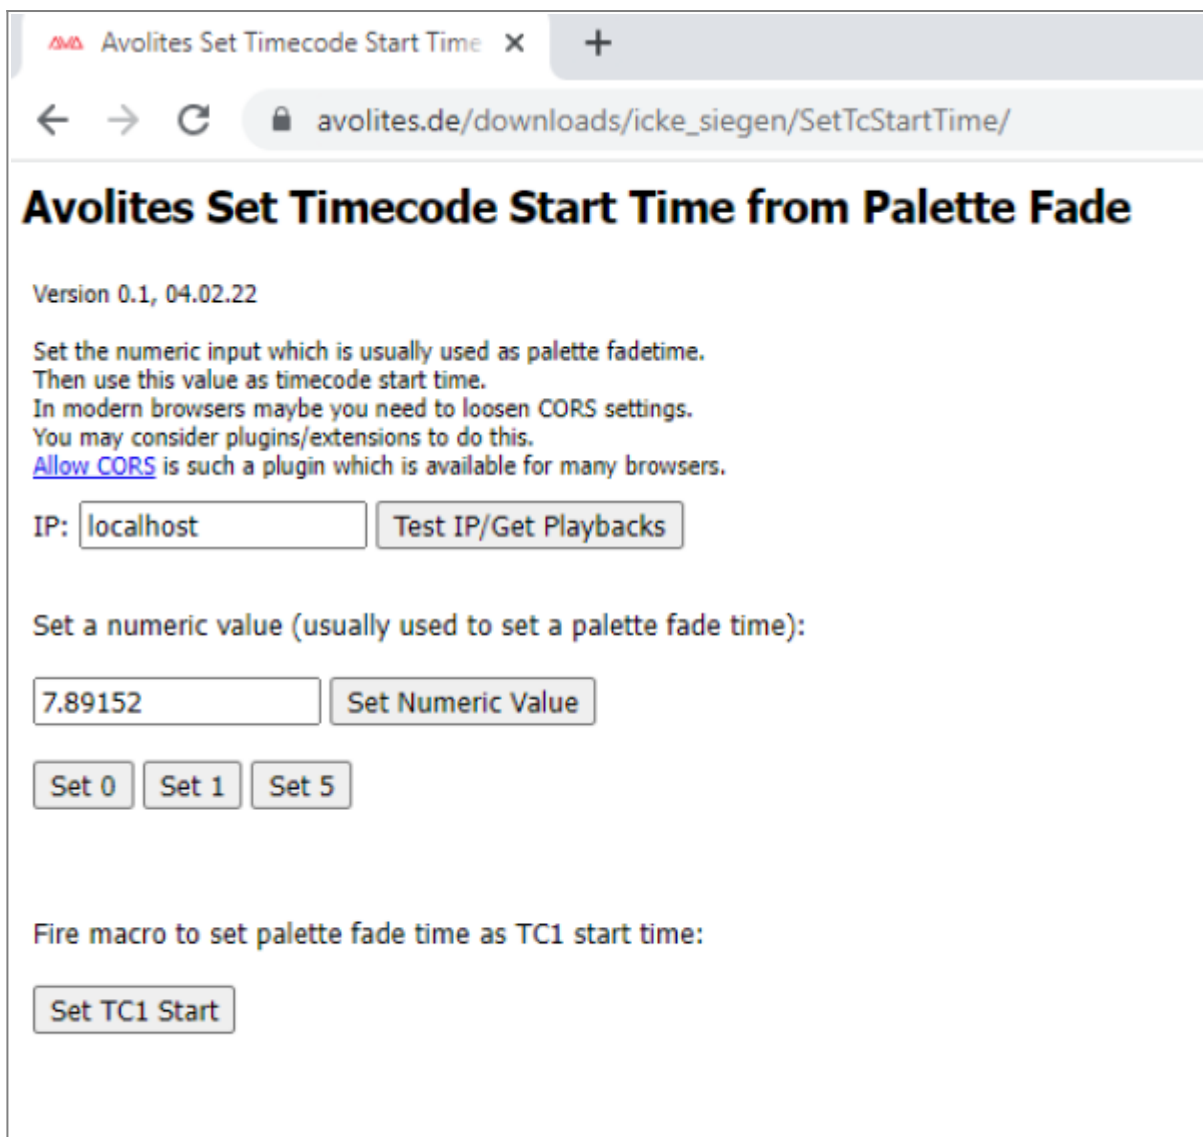 AVA Avolites Set Timecode Start Time
avolites.de/downloads/icke_siegen/SetTcStartTime/
Avolites Set Timecode Start Time from Palette Fade
Version 0.1, 04.02.22
Set the numeric input which is usually used as palette fadetime.
Then use this value as timecode start time.
In modern browsers maybe you need to loosen CORS settings.
You may consider plugins/extensions to do this.
Allow CORS is such a plugin which is available for many browsers.
IP: localhost Test IP/Get Playbacks
Set a numeric value (usually used to set a palette fade time):
7.89152 Set Numeric Value
Set 0 Set 1 Set 5
Fire macro to set palette fade time as TC1 start time:
Set TC1 Start